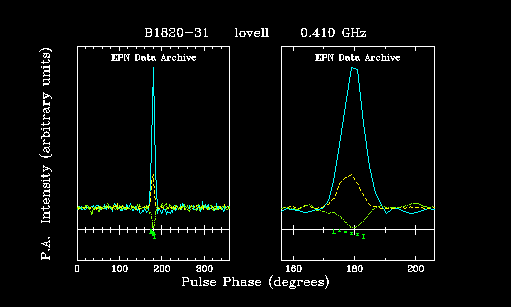 B1820-31 lovell 0.410 GHz
EPN Data Archive EPN Data Archive
P.A. Intensity (arbitrary units)
0 100 200 300 160 180 200
Pulse Phase (degrees)